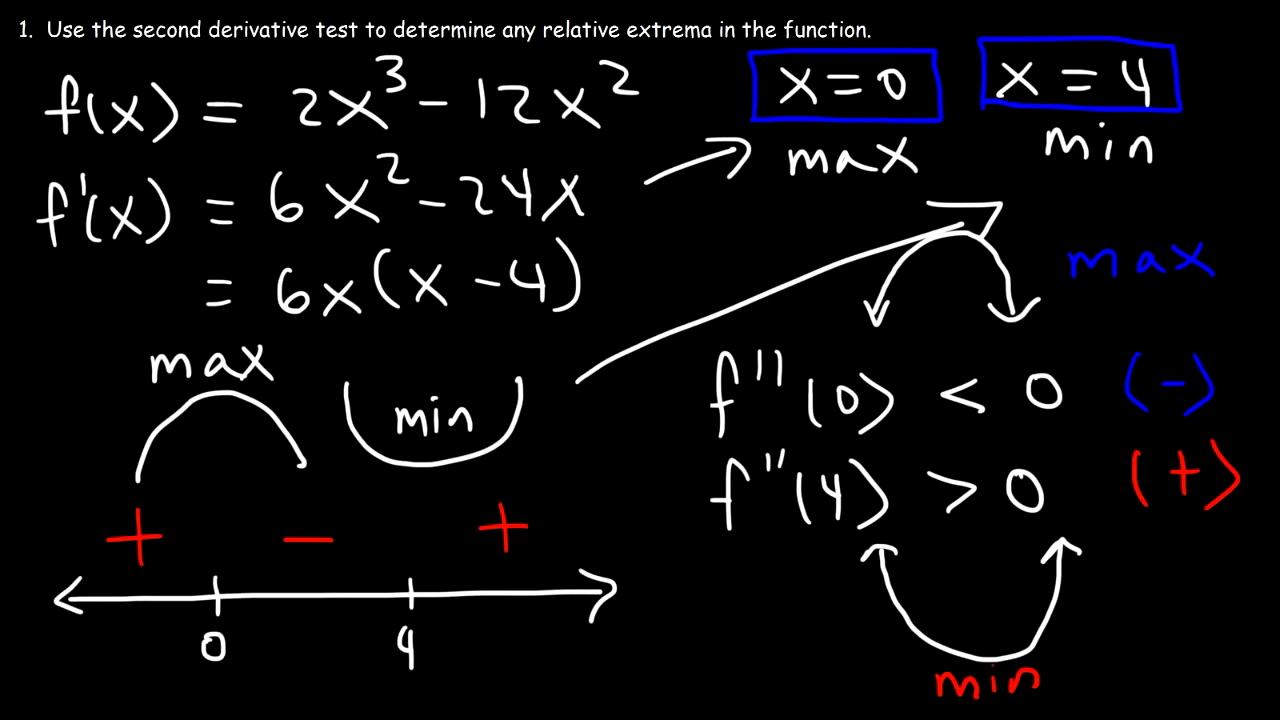 1. Use the second derivative test to determine any relative extrema in the function.
f(x) = 2x³ - 12x²
f'(x) = 6x² - 24x
= 6x(x - 4)
max
min
+ − +
0 4
x = 0 x = 4
max min
max
f''(0) < 0 (-)
f''(4) > 0 (+)
min